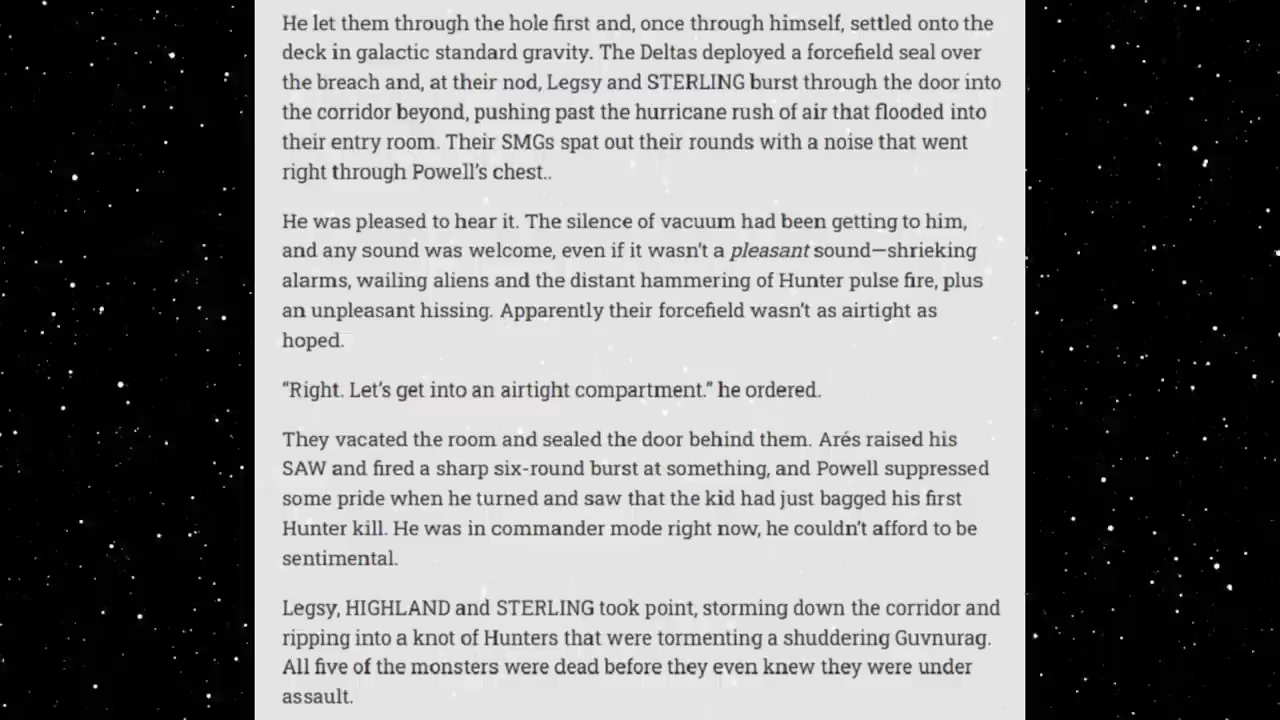 He let them through the hole first and, once through himself, settled onto the
deck in galactic standard gravity. The Deltas deployed a forcefield seal over
the breach and, at their nod, Legsy and STERLING burst through the door into
the corridor beyond, pushing past the hurricane rush of air that flooded into
their entry room. Their SMGs spat out their rounds with a noise that went
right through Powell’s chest..
He was pleased to hear it. The silence of vacuum had been getting to him,
and any sound was welcome, even if it wasn’t a pleasant sound—shrieking
alarms, wailing aliens and the distant hammering of Hunter pulse fire, plus
an unpleasant hissing. Apparently their forcefield wasn’t as airtight as
hoped.
“Right. Let’s get into an airtight compartment.” he ordered.
They vacated the room and sealed the door behind them. Arés raised his
SAW and fired a sharp six-round burst at something, and Powell suppressed
some pride when he turned and saw that the kid had just bagged his first
Hunter kill. He was in commander mode right now, he couldn’t afford to be
sentimental.
Legsy, HIGHLAND and STERLING took point, storming down the corridor and
ripping into a knot of Hunters that were tormenting a shuddering Guvnurag.
All five of the monsters were dead before they even knew they were under
assault.